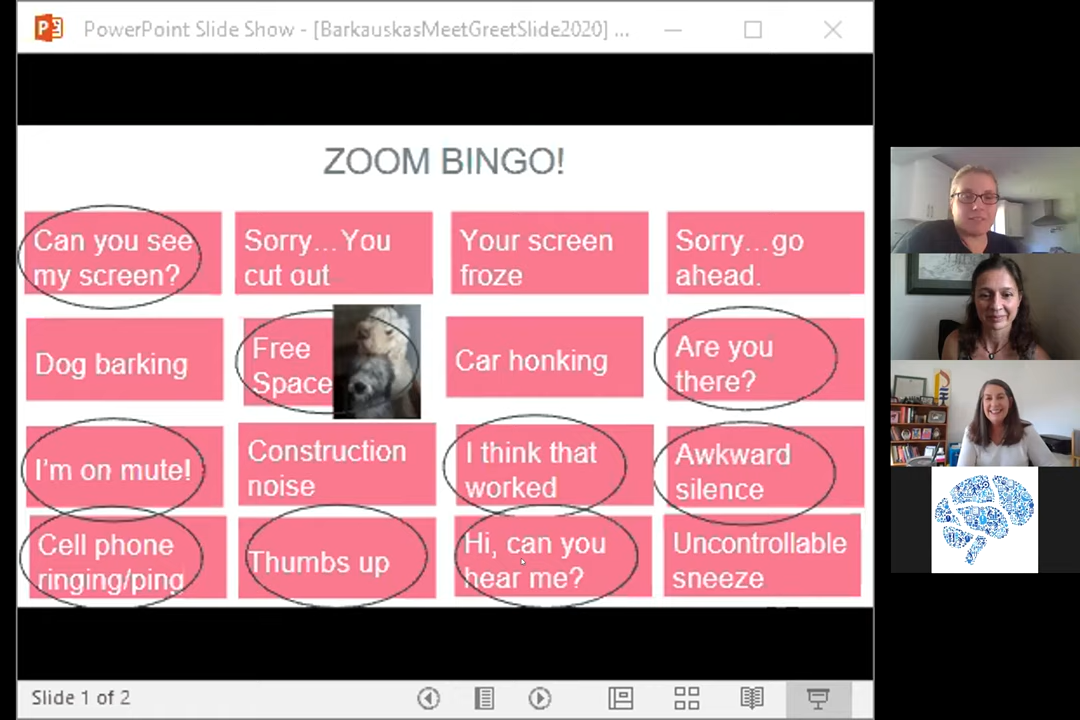 PowerPoint Slide Show - [BarkauskasMeetGreetSlide2020] ...
ZOOM BINGO!
Can you see
my screen?
Sorry...You
cut out
Your screen
froze
Sorry...go
ahead.
Dog barking
Free
Space
Car honking
Are you
there?
I'm on mute!
Construction
noise
I think that
worked
Awkward
silence
Cell phone
ringing/ping
Thumbs up
Hi, can you
hear me?
Uncontrollable
sneeze
Slide 1 of 2